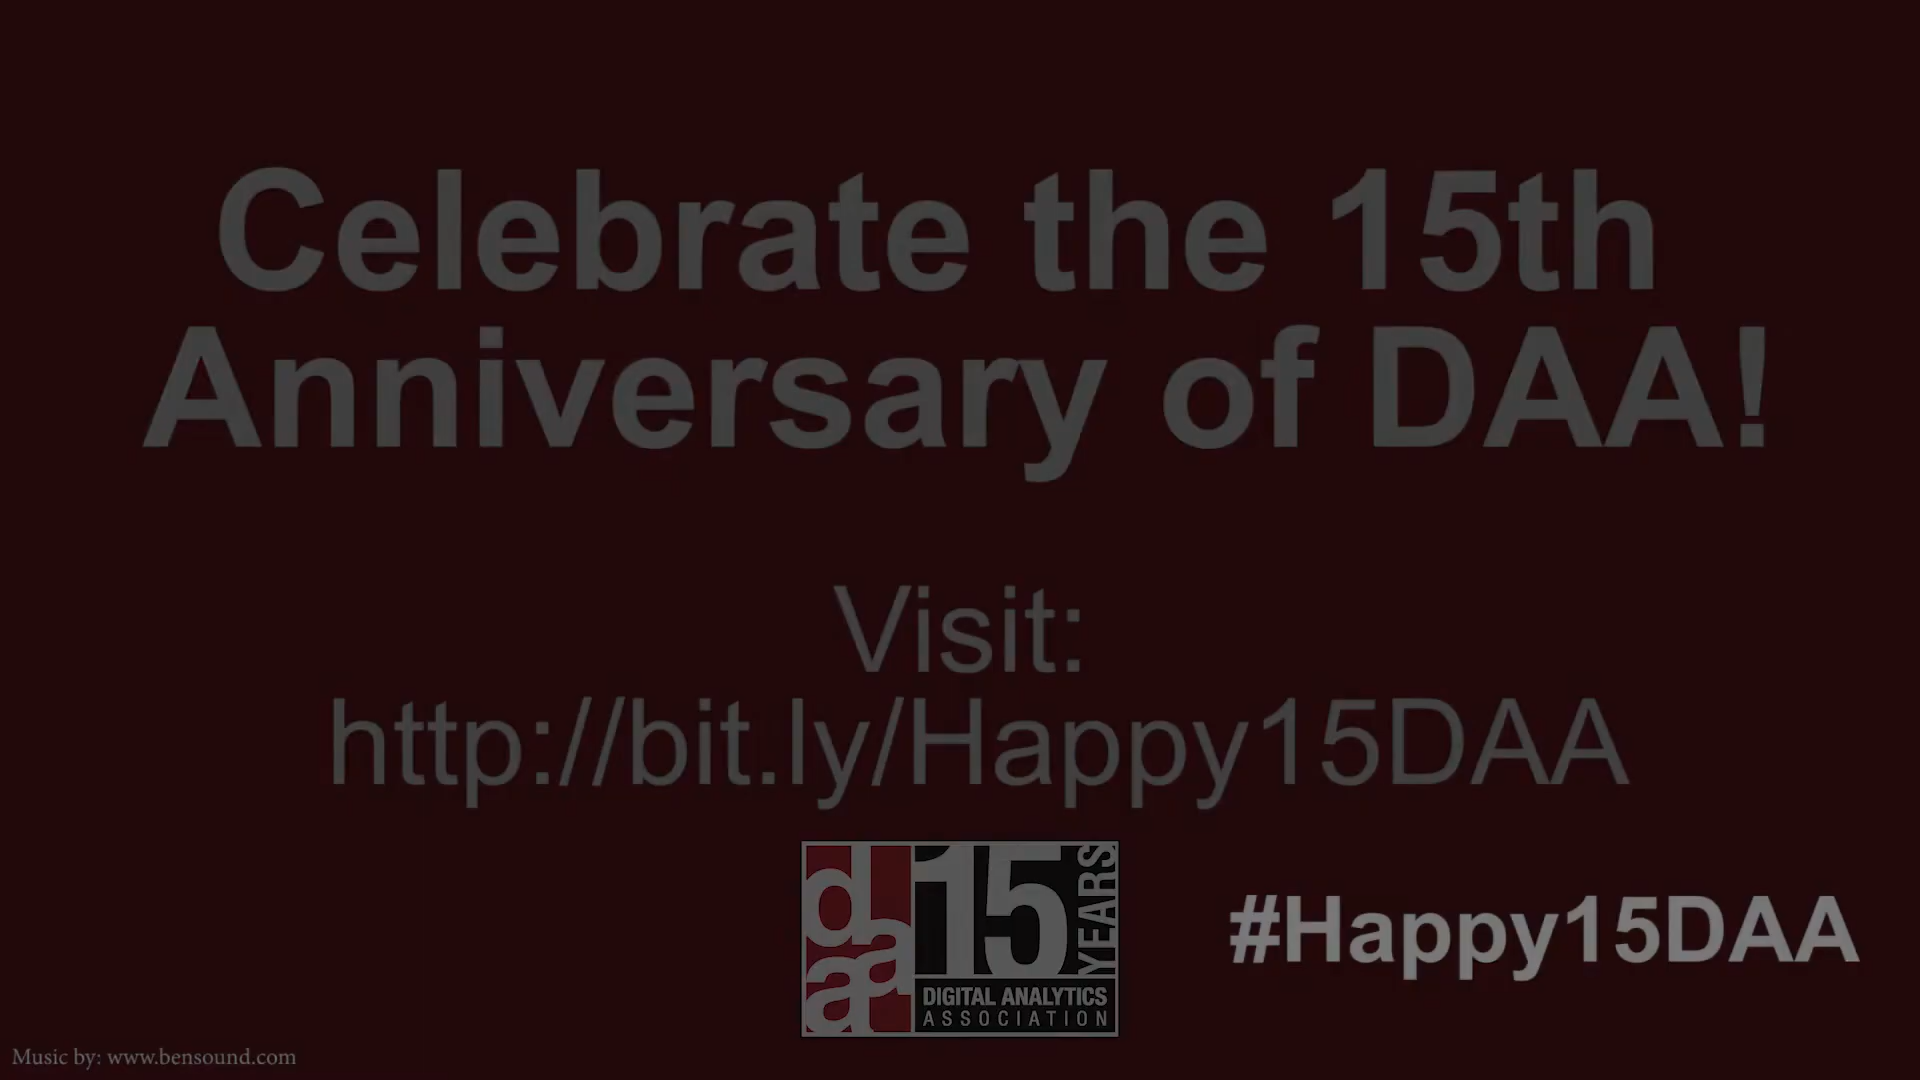 Celebrate the 15th
Anniversary of DAA!
Visit:
http://bit.ly/Happy15DAA
daa
15
YEARS
DIGITAL ANALYTICS
ASSOCIATION
#Happy15DAA
Music by: www.bensound.com